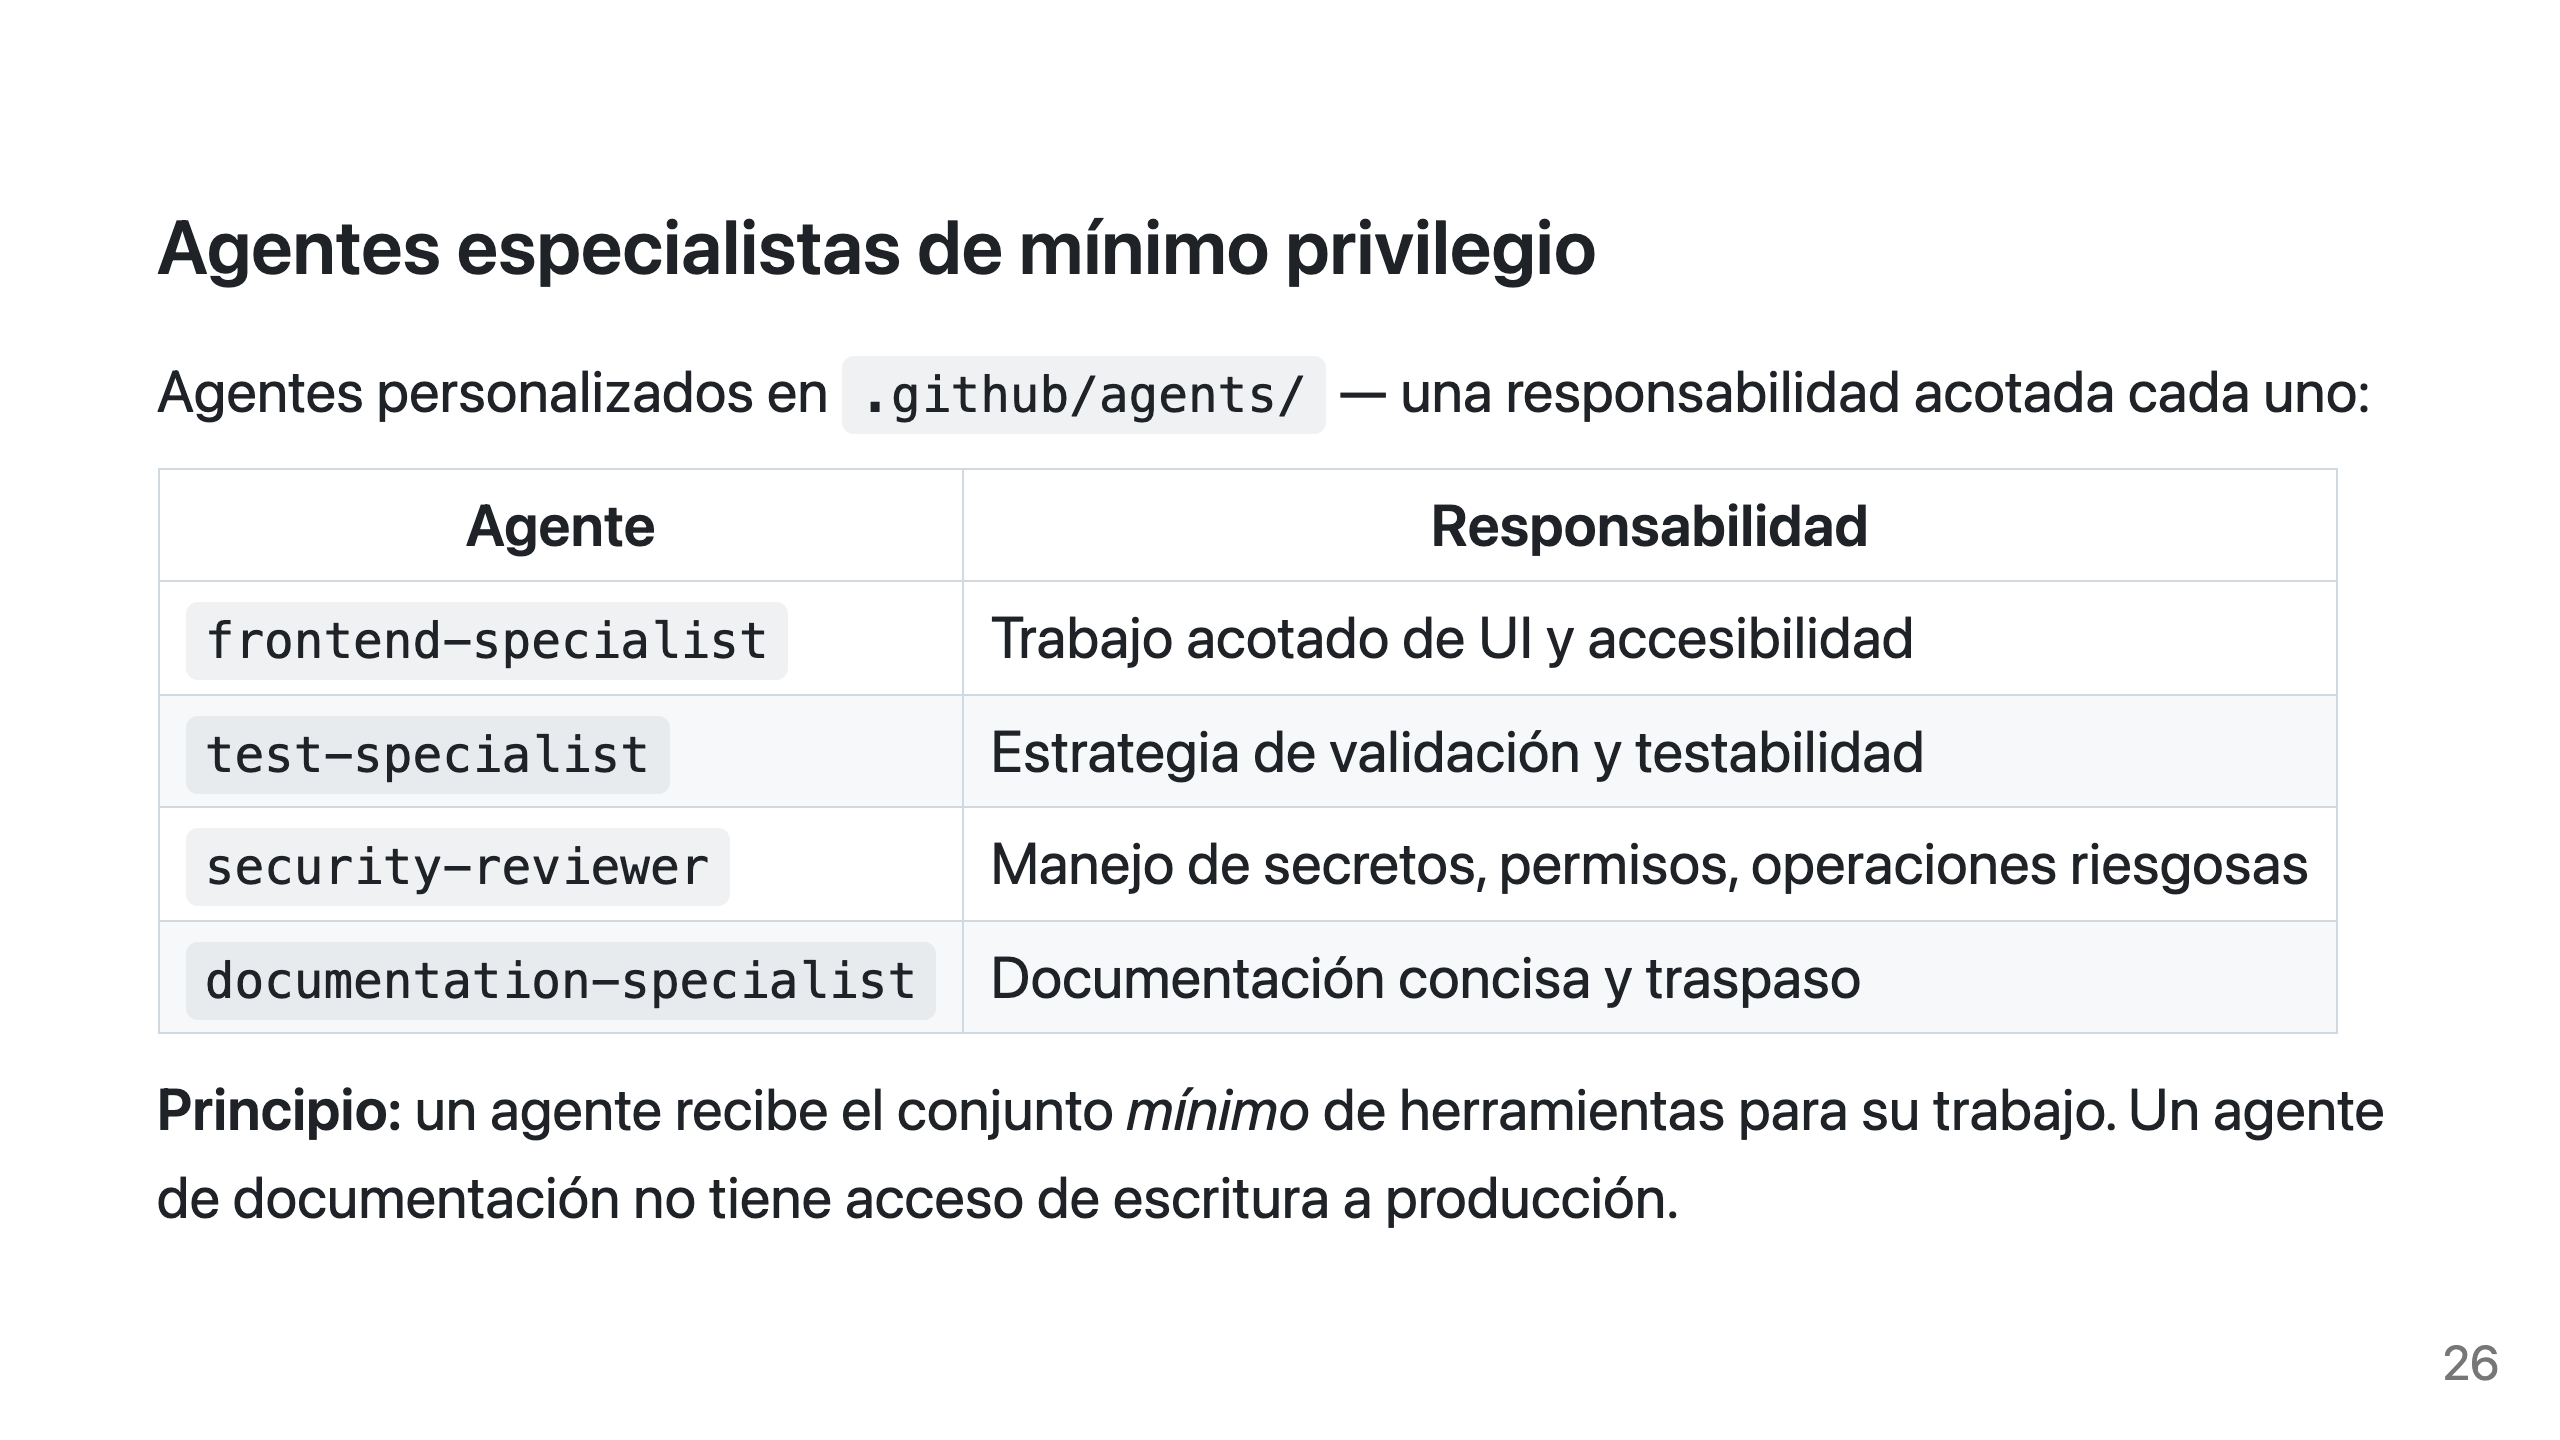 Agentes especialistas de mínimo privilegio
Agentes personalizados en .github/agents/ — una responsabilidad acotada cada uno:
Agente Responsabilidad
frontend-specialist Trabajo acotado de UI y accesibilidad
test-specialist Estrategia de validación y testabilidad
security-reviewer Manejo de secretos, permisos, operaciones riesgosas
documentation-specialist Documentación concisa y traspaso
Principio: un agente recibe el conjunto mínimo de herramientas para su trabajo. Un agente
de documentación no tiene acceso de escritura a producción.
26